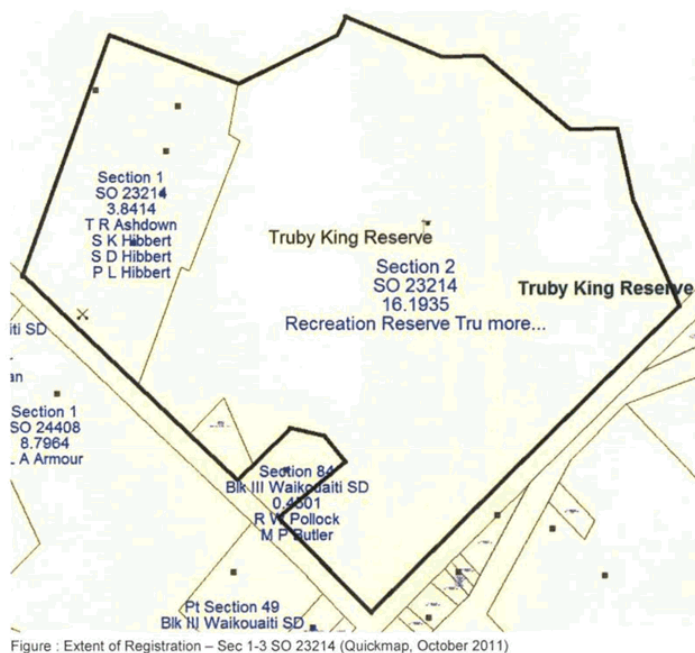 Section 1
SO 23214
3.8414
T R Ashdown
S K Hibbert
S D Hibbert
P L Hibbert
Truby King Reserve
Section 2
SO 23214
16.1935
Recreation Reserve Tru more...
Truby King Reserve
iti SD
an
Section 1
SO 24408
8.7964
L A Armour
Section 84
Blk III Waikouaiti SD
0.4501
R W Pollock
M P Butler
Pt Section 49
Blk III Waikouaiti SD
Figure : Extent of Registration – Sec 1-3 SO 23214 (Quickmap, October 2011)